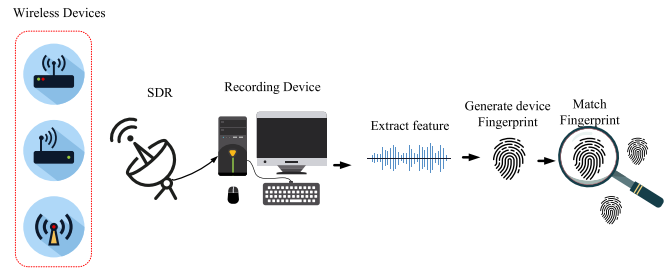 Wireless Devices
SDR
Recording Device
Extract feature
Generate device
Fingerprint
Match
Fingerprint